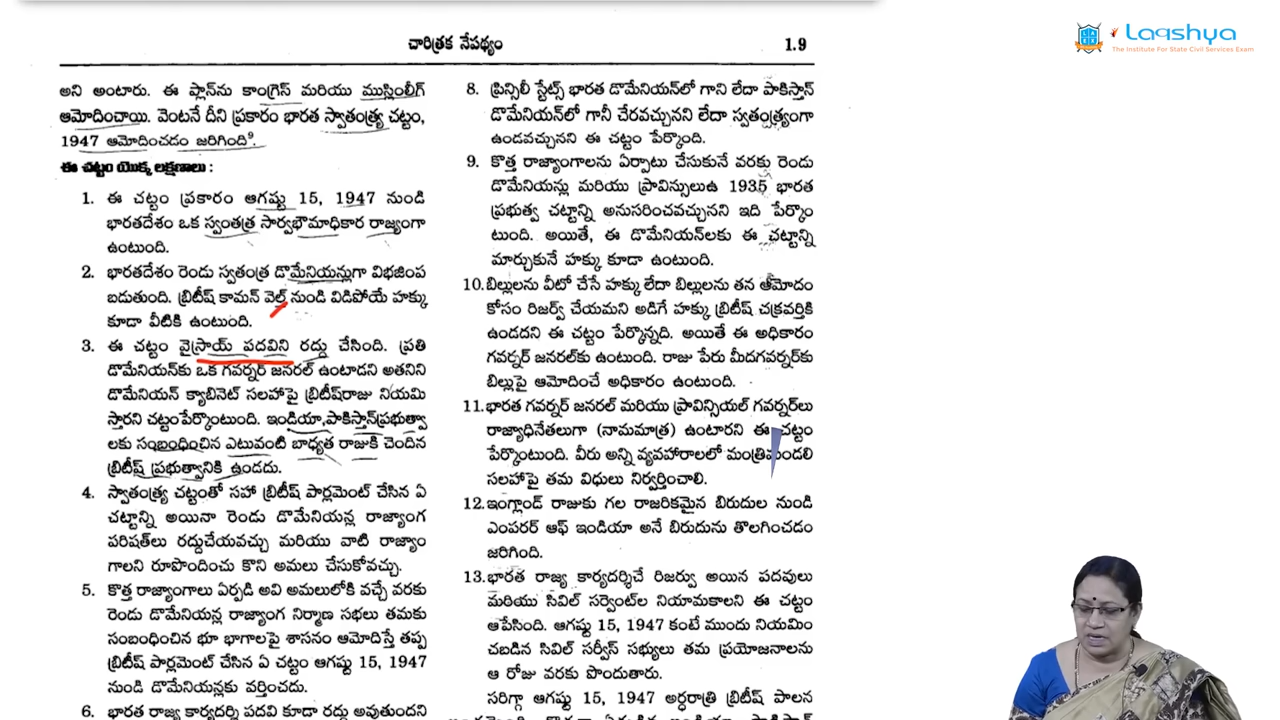 చారిత్రక నేపథ్యం
1.9
Laqshya
The Institute For State Civil Services Exam
అని అంటారు. ఈ ప్లాన్‌ను కాంగ్రెస్ మరియు ముస్లింలీగ్
ఆమోదించాయి. వెంటనే దీని ప్రకారం భారత స్వాతంత్ర్య చట్టం,
1947 ఆమోదించడం జరిగింది⁹.
ఈ చట్టం యొక్క లక్షణాలు :
1. ఈ చట్టం ప్రకారం ఆగష్టు 15, 1947 నుండి
భారతదేశం ఒక స్వంతత్ర సార్వభౌమాధికార రాజ్యంగా
ఉంటుంది.
2. భారతదేశం రెండు స్వతంత్ర డొమేనియన్లుగా విభజింప
బడుతుంది. బ్రిటీష్ కామన్ వెల్త్ నుండి విడిపోయే హక్కు
కూడా వీటికి ఉంటుంది.
3. ఈ చట్టం వైస్రాయ్ పదవిని రద్దు చేసింది. ప్రతి
డొమేనియన్‌కు ఒక గవర్నర్ జనరల్ ఉంటాడని అతనిని
డొమేనియన్ క్యాబినెట్ సలహాపై బ్రిటీష్‌రాజు నియమి
స్తారని చట్టంపేర్కొంటుంది. ఇండియా,పాకిస్తాన్‌ప్రభుత్వా
లకు సంబంధించిన ఎటువంటి బాధ్యత రాజుకి చెందిన
బ్రిటీష్ ప్రభుత్వానికి ఉండదు.
4. స్వాతంత్ర్య చట్టంతో సహా బ్రిటీష్ పార్లమెంట్ చేసిన ఏ
చట్టాన్ని అయినా రెండు డొమేనియన్ల రాజ్యాంగ
పరిషత్‌లు రద్దుచేయవచ్చు మరియు వాటి రాజ్యాం
గాలని రూపొందించు కొని అమలు చేసుకోవచ్చు.
5. కొత్త రాజ్యాంగాలు ఏర్పడి అవి అమలులోకి వచ్చే వరకు
రెండు డొమేనియన్ల రాజ్యాంగ నిర్మాణ సభలు తమకు
సంబంధించిన భూ భాగాలపై శాసనం ఆమోదిస్తే తప్ప
బ్రిటీష్ పార్లమెంట్ చేసిన ఏ చట్టం ఆగష్టు 15, 1947
నుండి డొమేనియన్లకు వర్తించదు.
6. భారత రాజ్య కార్యదర్శి పదవి కూడా రద్దు అవుతుందని
8. ప్రిన్సిలీ స్టేట్స్ భారత డొమేనియన్‌లో గాని లేదా పాకిస్తాన్
డొమేనియన్‌లో గానీ చేరవచ్చునని లేదా స్వతంత్ర్యంగా
ఉండవచ్చునని ఈ చట్టం పేర్కొంది.
9. కొత్త రాజ్యాంగాలను ఏర్పాటు చేసుకునే వరకు రెండు
డొమేనియన్లు మరియు ప్రావిన్సులుఉ 1935 భారత
ప్రభుత్వ చట్టాన్ని అనుసరించవచ్చునని ఇది పేర్కొం
టుంది. అయితే, ఈ డొమేనియన్‌లకు ఈ చట్టాన్ని
మార్చుకునే హక్కు కూడా ఉంటుంది.
10. బిల్లులను వీటో చేసే హక్కు లేదా బిల్లులను తన ఆమోదం
కోసం రిజర్వ్ చేయమని అడిగే హక్కు బ్రిటీష్ చక్రవర్తికి
ఉండదని ఈ చట్టం పేర్కొన్నది. అయితే ఈ అధికారం
గవర్నర్ జనరల్‌కు ఉంటుంది. రాజు పేరు మీదగవర్నర్‌కు
బిల్లుపై ఆమోదించే అధికారం ఉంటుంది.
11. భారత గవర్నర్ జనరల్ మరియు ప్రావిన్సియల్ గవర్నర్‌లు
రాజ్యాధినేతలుగా (నామమాత్ర) ఉంటారని ఈ చట్టం
పేర్కొంటుంది. వీరు అన్ని వ్యవహారాలలో మంత్రిమండలి
సలహాపై తమ విధులు నిర్వర్తించాలి.
12. ఇంగ్లాండ్ రాజుకు గల రాజరికమైన బిరుదుల నుండి
ఎంపరర్ ఆఫ్ ఇండియా అనే బిరుదును తొలగించడం
జరిగింది.
13. భారత రాజ్య కార్యదర్శిచే రిజర్వు అయిన పదవులు
మరియు సివిల్ సర్వెంట్‌ల నియామకాలని ఈ చట్టం
ఆపేసింది. ఆగష్టు 15, 1947 కంటే ముందు నియమిం
చబడిన సివిల్ సర్వీస్ సభ్యులు తమ ప్రయోజనాలను
ఆ రోజు వరకు పొందుతారు.
సరిగ్గా ఆగష్టు 15, 1947 అర్ధరాత్రి బ్రిటీష్ పాలన